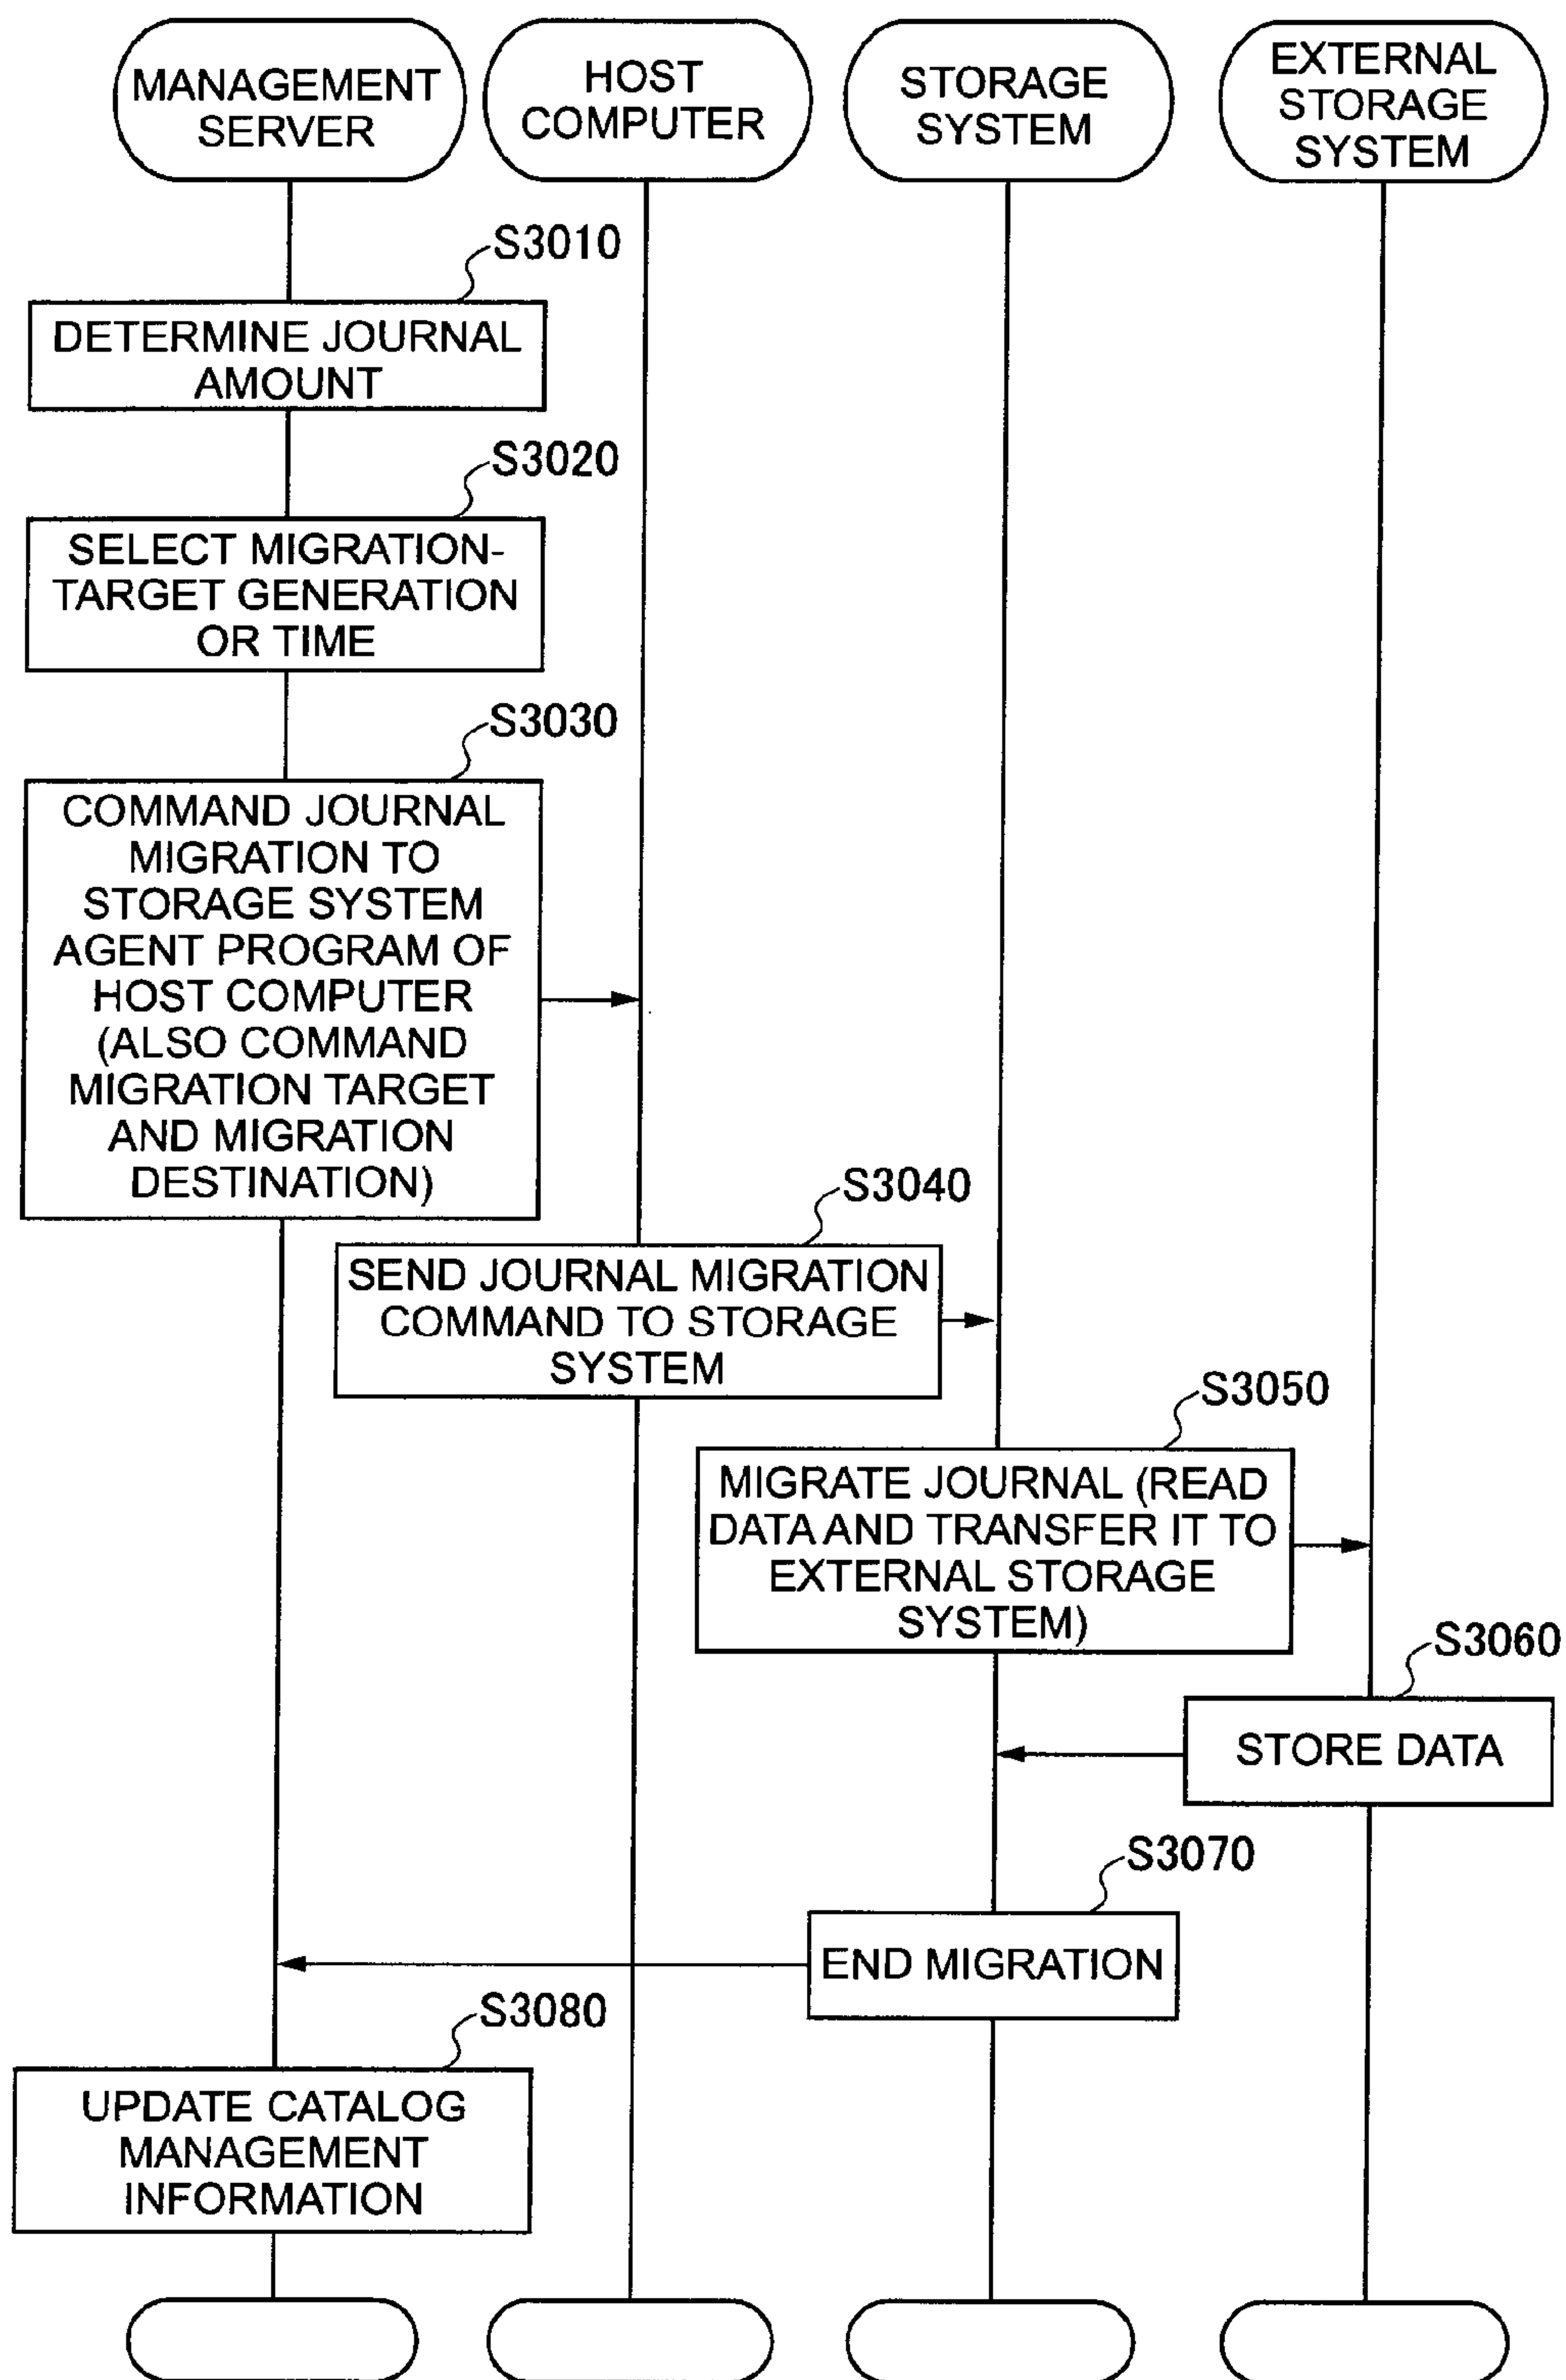 MANAGEMENT
SERVER
HOST
COMPUTER
STORAGE
SYSTEM
EXTERNAL
STORAGE
SYSTEM
S3010
DETERMINE JOURNAL
AMOUNT
S3020
SELECT MIGRATION-
TARGET GENERATION
OR TIME
S3030
COMMAND JOURNAL
MIGRATION TO
STORAGE SYSTEM
AGENT PROGRAM OF
HOST COMPUTER
(ALSO COMMAND
MIGRATION TARGET
AND MIGRATION
DESTINATION)
S3040
SEND JOURNAL MIGRATION
COMMAND TO STORAGE
SYSTEM
S3050
MIGRATE JOURNAL (READ
DATA AND TRANSFER IT TO
EXTERNAL STORAGE
SYSTEM)
S3060
STORE DATA
S3070
END MIGRATION
S3080
UPDATE CATALOG
MANAGEMENT
INFORMATION